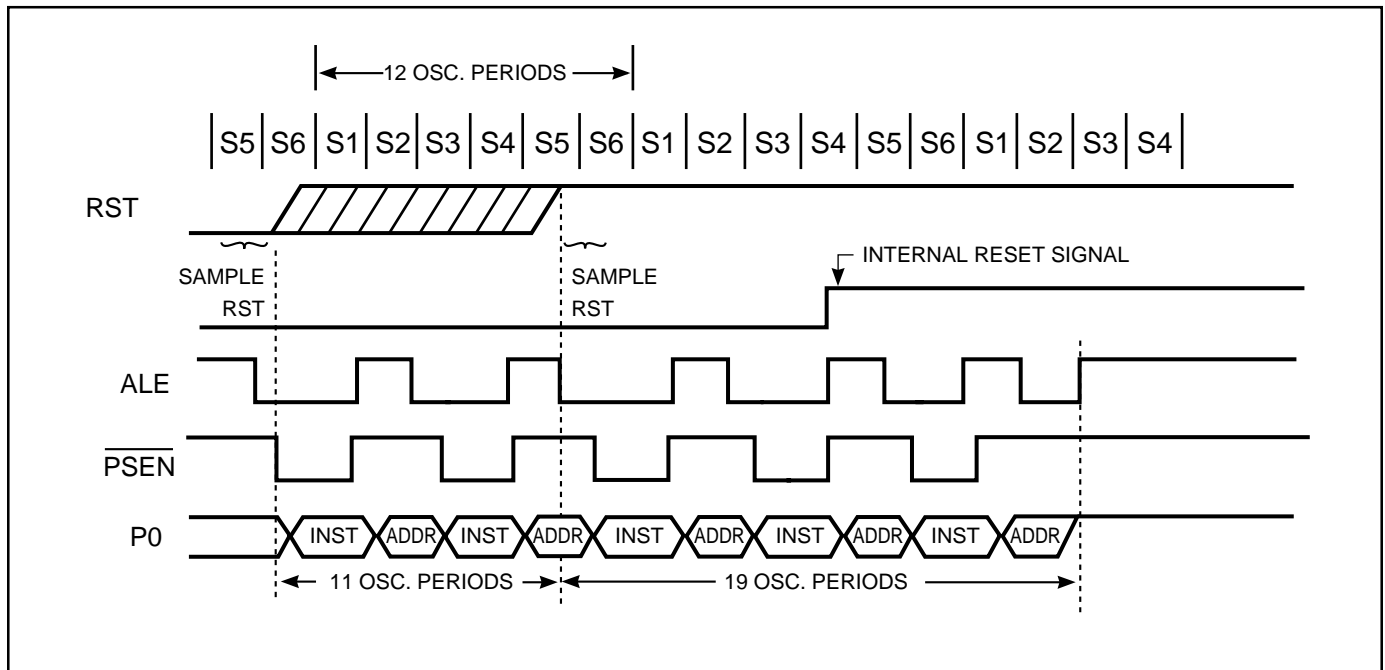 12 OSC. PERIODS
S5 S6 S1 S2 S3 S4 S5 S6 S1 S2 S3 S4 S5 S6 S1 S2 S3 S4
RST
SAMPLE
RST
SAMPLE
RST
INTERNAL RESET SIGNAL
ALE
PSEN
P0 INST ADDR INST ADDR INST ADDR INST ADDR INST ADDR
11 OSC. PERIODS 19 OSC. PERIODS